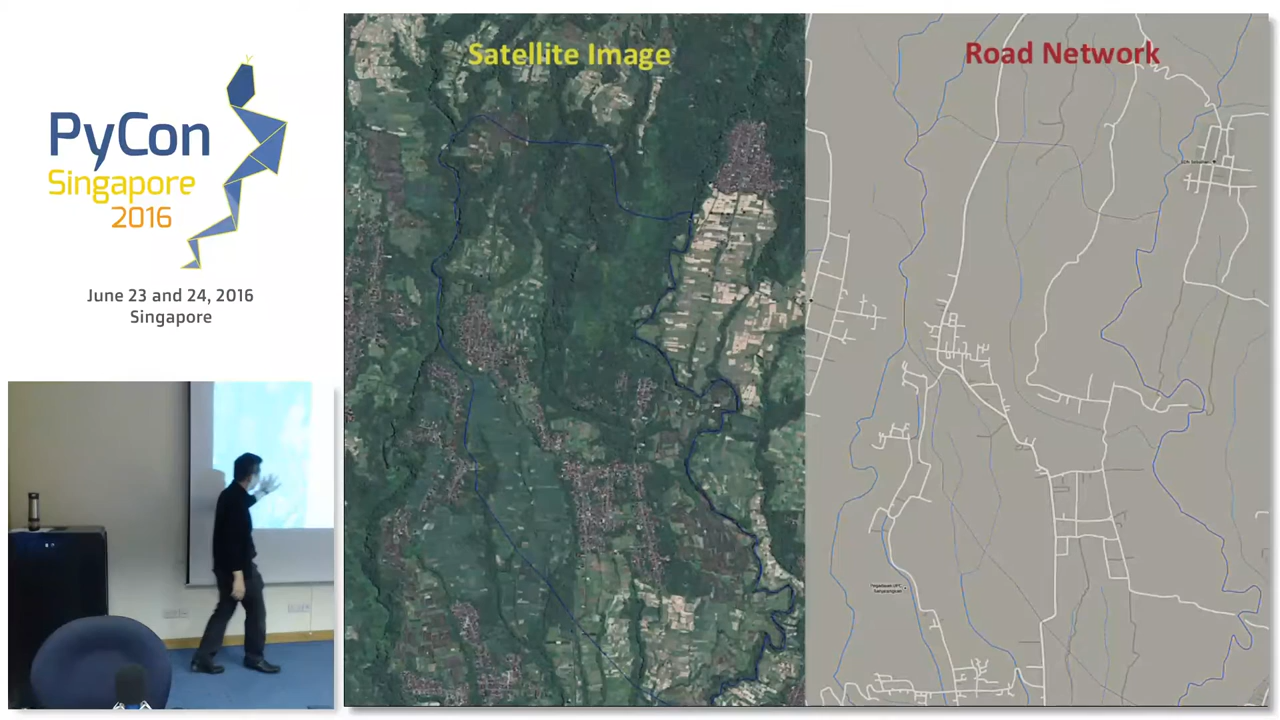 PyCon
Singapore
2016
June 23 and 24, 2016
Singapore
Satellite Image
Road Network